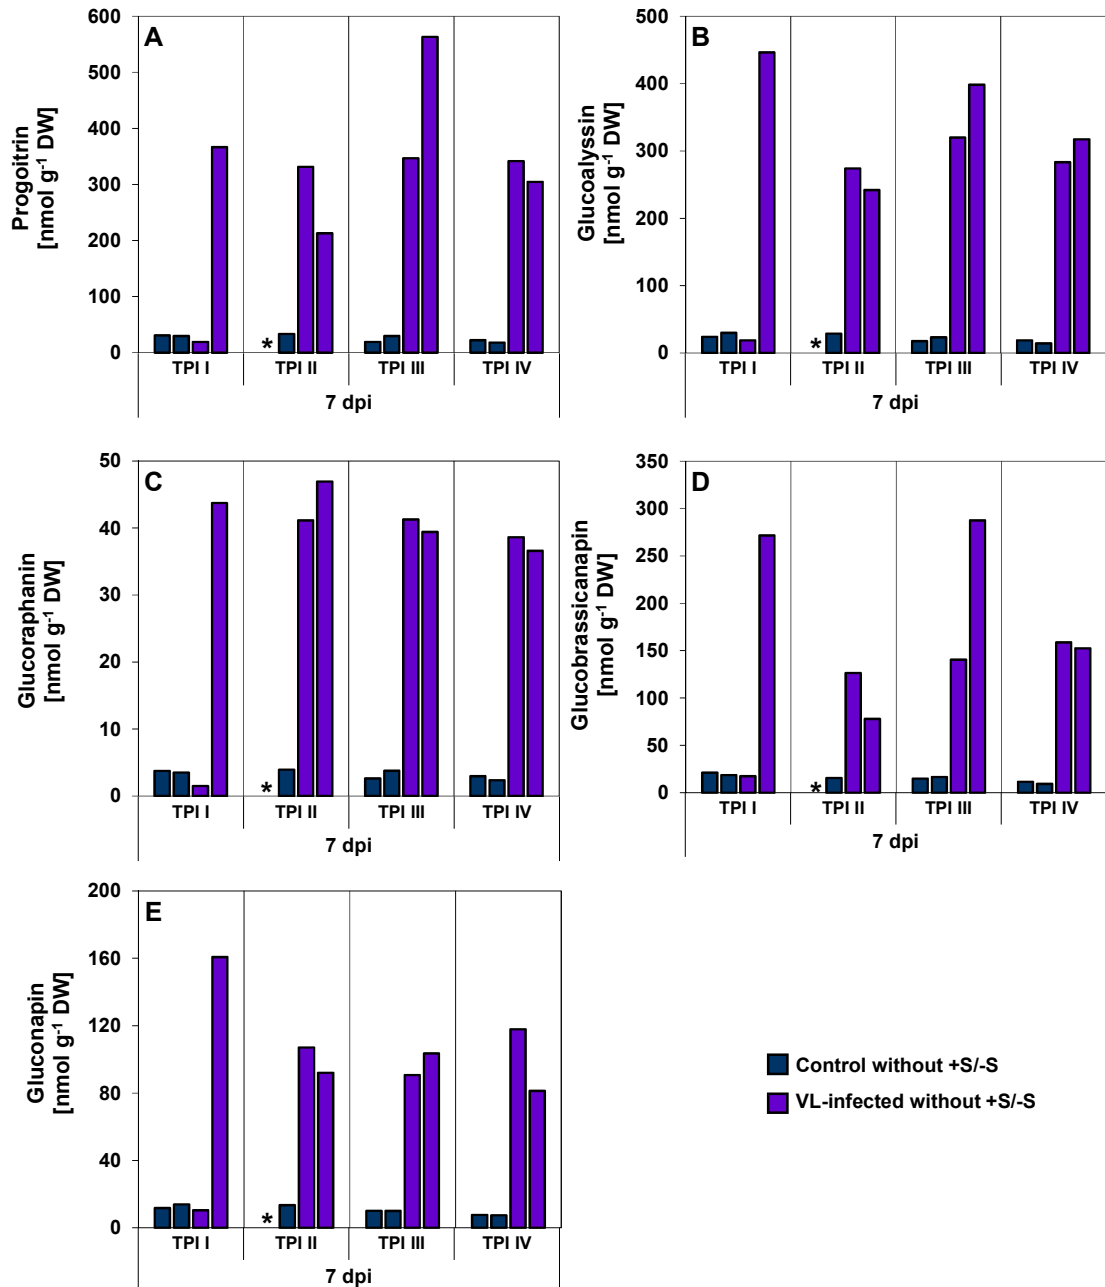 A
Progoitrin
[nmol g⁻¹ DW]
600
500
400
300
200
100
0
*
TPI I TPI II TPI III TPI IV
7 dpi
B
Glucoalyssin
[nmol g⁻¹ DW]
500
400
300
200
100
0
*
TPI I TPI II TPI III TPI IV
7 dpi
C
Glucoraphanin
[nmol g⁻¹ DW]
50
40
30
20
10
0
*
TPI I TPI II TPI III TPI IV
7 dpi
D
Glucobrassicanapin
[nmol g⁻¹ DW]
350
300
250
200
150
100
50
0
*
TPI I TPI II TPI III TPI IV
7 dpi
E
Gluconapin
[nmol g⁻¹ DW]
200
160
120
80
40
0
*
TPI I TPI II TPI III TPI IV
7 dpi
Control without +S/-S
VL-infected without +S/-S